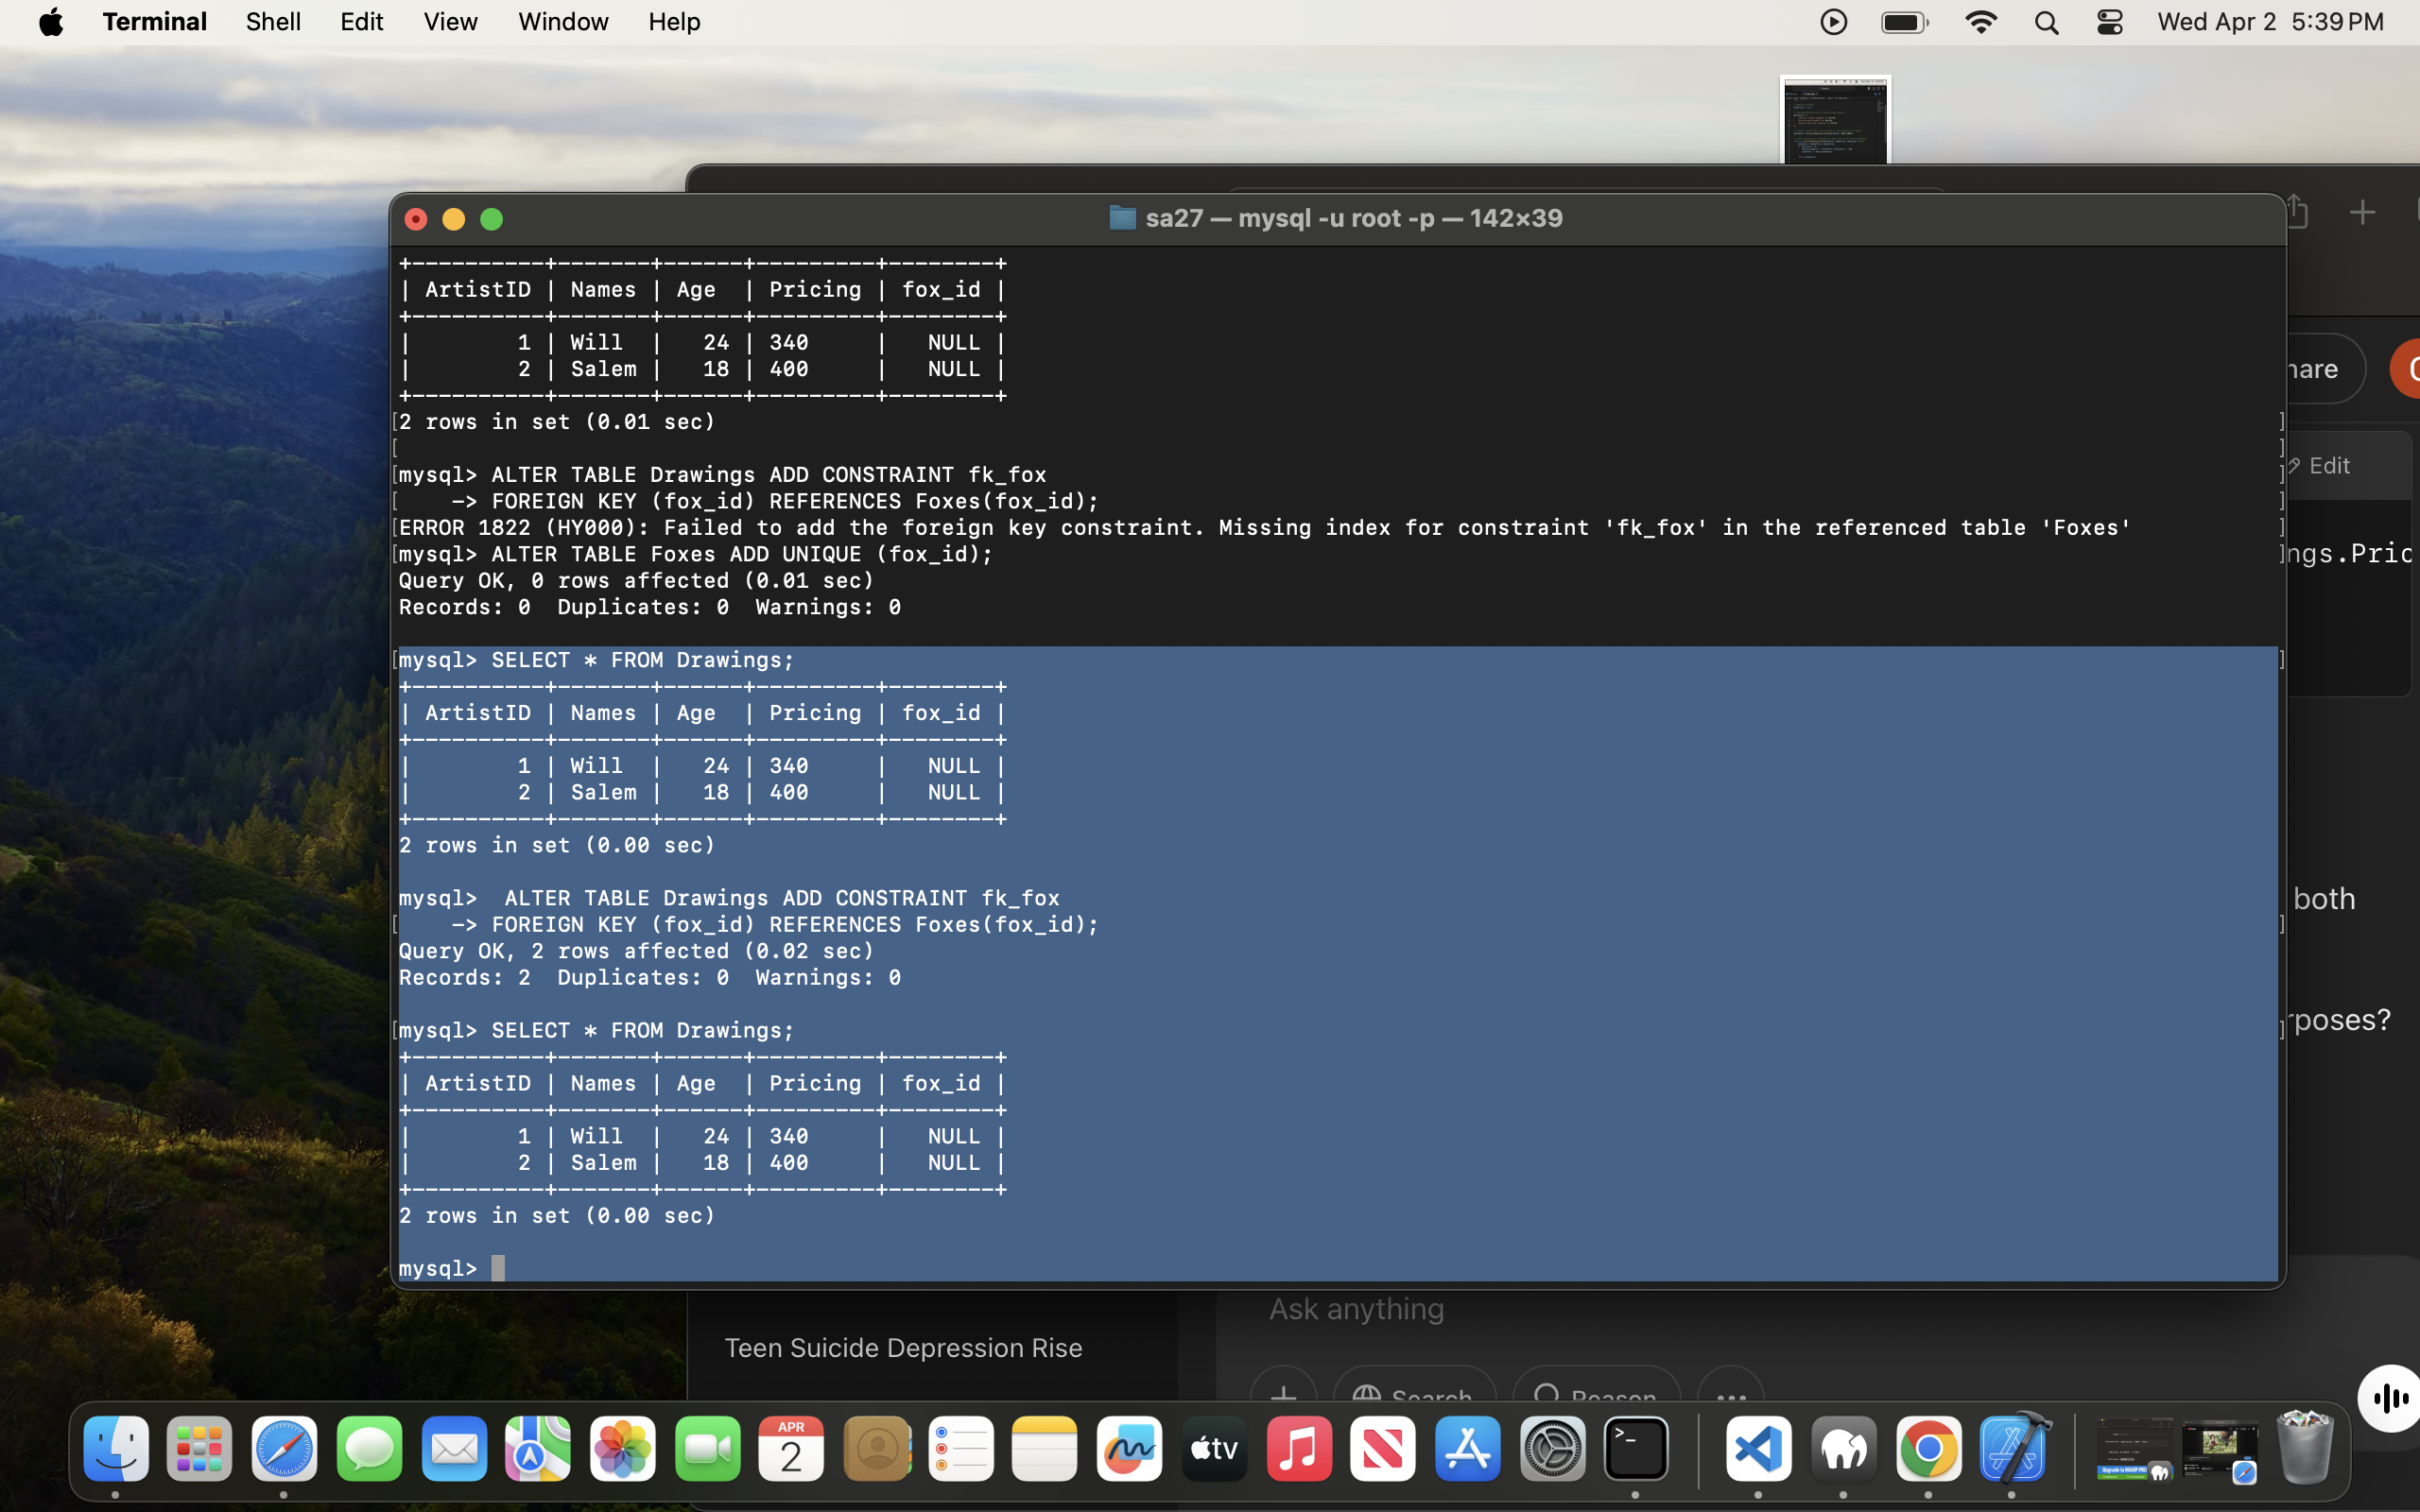 Terminal Shell Edit View Window Help Wed Apr 2 5:39 PM
sa27 — mysql -u root -p — 142×39
+----------+-------+------+---------+--------+
| ArtistID | Names | Age  | Pricing | fox_id |
+----------+-------+------+---------+--------+
|        1 | Will  |   24 | 340     |   NULL |
|        2 | Salem |   18 | 400     |   NULL |
+----------+-------+------+---------+--------+
2 rows in set (0.01 sec)
mysql> ALTER TABLE Drawings ADD CONSTRAINT fk_fox
    -> FOREIGN KEY (fox_id) REFERENCES Foxes(fox_id);
ERROR 1822 (HY000): Failed to add the foreign key constraint. Missing index for constraint 'fk_fox' in the referenced table 'Foxes'
mysql> ALTER TABLE Foxes ADD UNIQUE (fox_id);
Query OK, 0 rows affected (0.01 sec)
Records: 0  Duplicates: 0  Warnings: 0
mysql> SELECT * FROM Drawings;
+----------+-------+------+---------+--------+
| ArtistID | Names | Age  | Pricing | fox_id |
+----------+-------+------+---------+--------+
|        1 | Will  |   24 | 340     |   NULL |
|        2 | Salem |   18 | 400     |   NULL |
+----------+-------+------+---------+--------+
2 rows in set (0.00 sec)
mysql>  ALTER TABLE Drawings ADD CONSTRAINT fk_fox
    -> FOREIGN KEY (fox_id) REFERENCES Foxes(fox_id);
Query OK, 2 rows affected (0.02 sec)
Records: 2  Duplicates: 0  Warnings: 0
mysql> SELECT * FROM Drawings;
+----------+-------+------+---------+--------+
| ArtistID | Names | Age  | Pricing | fox_id |
+----------+-------+------+---------+--------+
|        1 | Will  |   24 | 340     |   NULL |
|        2 | Salem |   18 | 400     |   NULL |
+----------+-------+------+---------+--------+
2 rows in set (0.00 sec)
mysql>
hare
Edit
ngs.Pric
both
rposes?
Ask anything
Teen Suicide Depression Rise
Search Reason
APR
2
tv